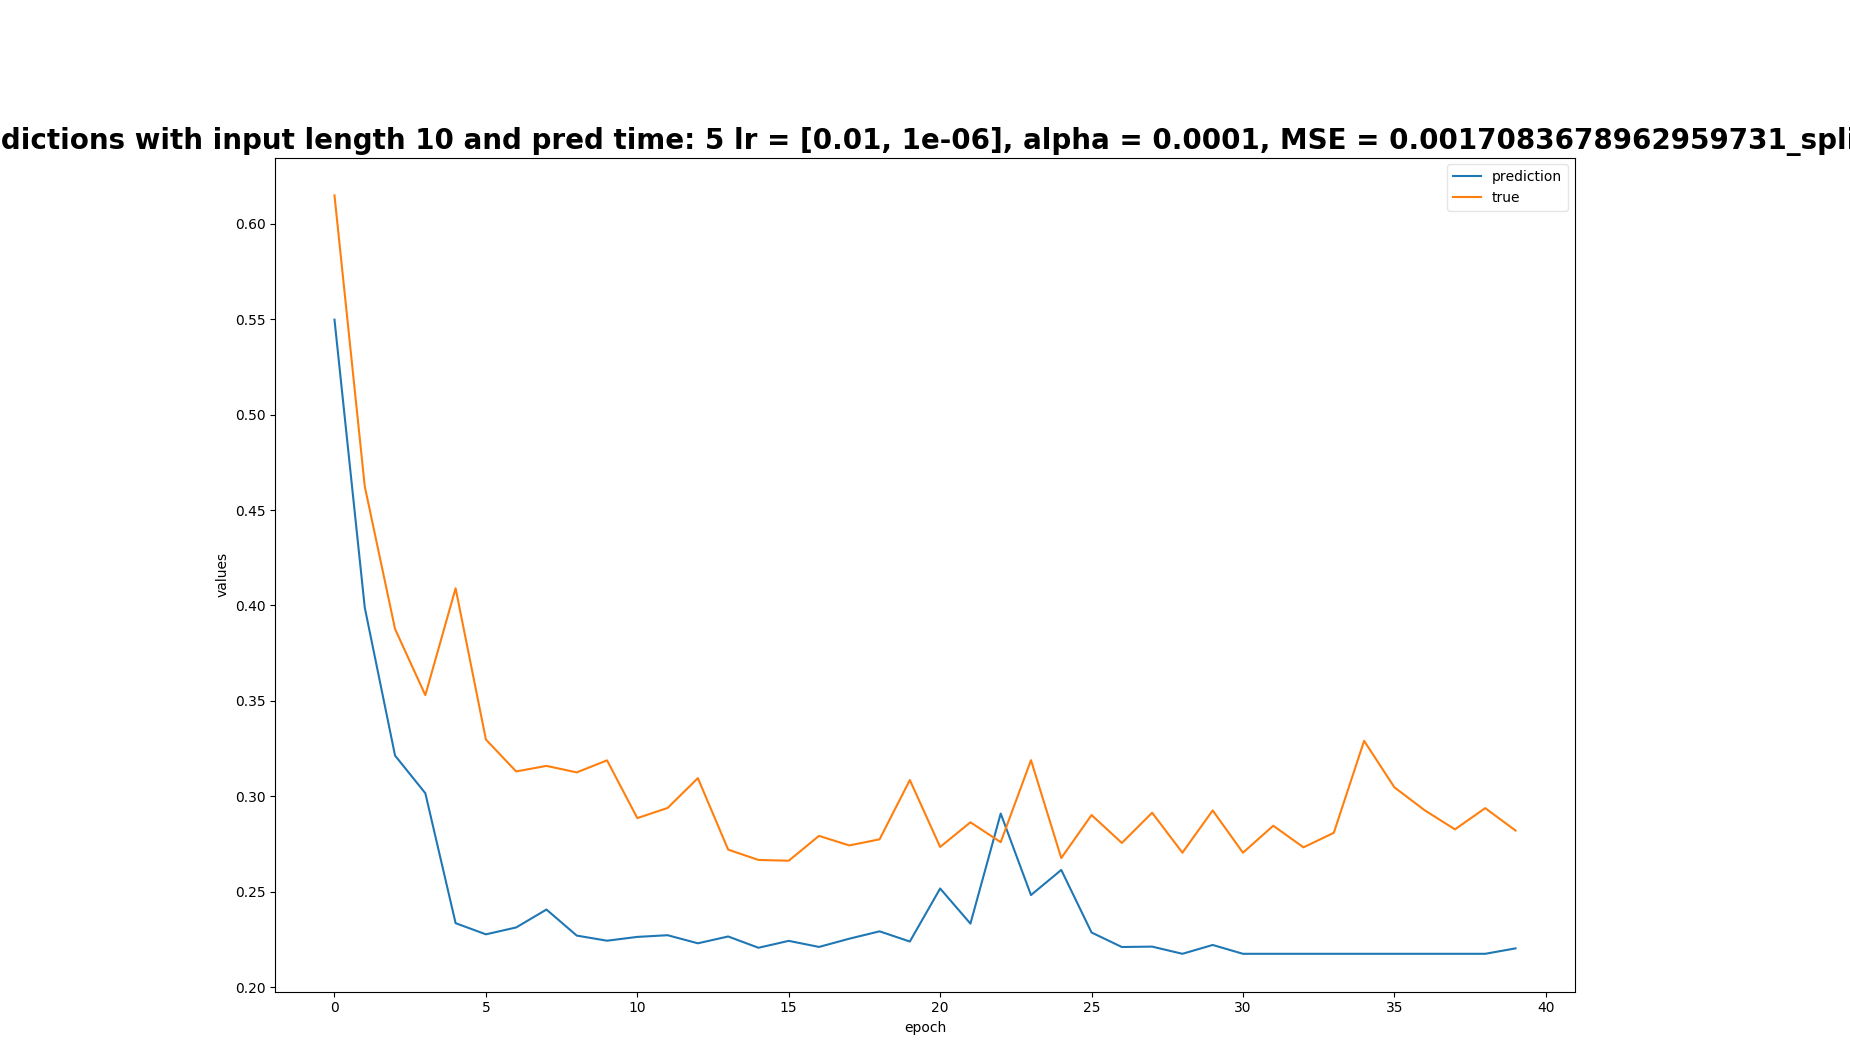 dictions with input length 10 and pred time: 5 lr = [0.01, 1e-06], alpha = 0.0001, MSE = 0.0017083678962959731_spli
prediction
true
0.60
0.55
0.50
0.45
0.40
0.35
0.30
0.25
0.20
values
0 5 10 15 20 25 30 35 40
epoch